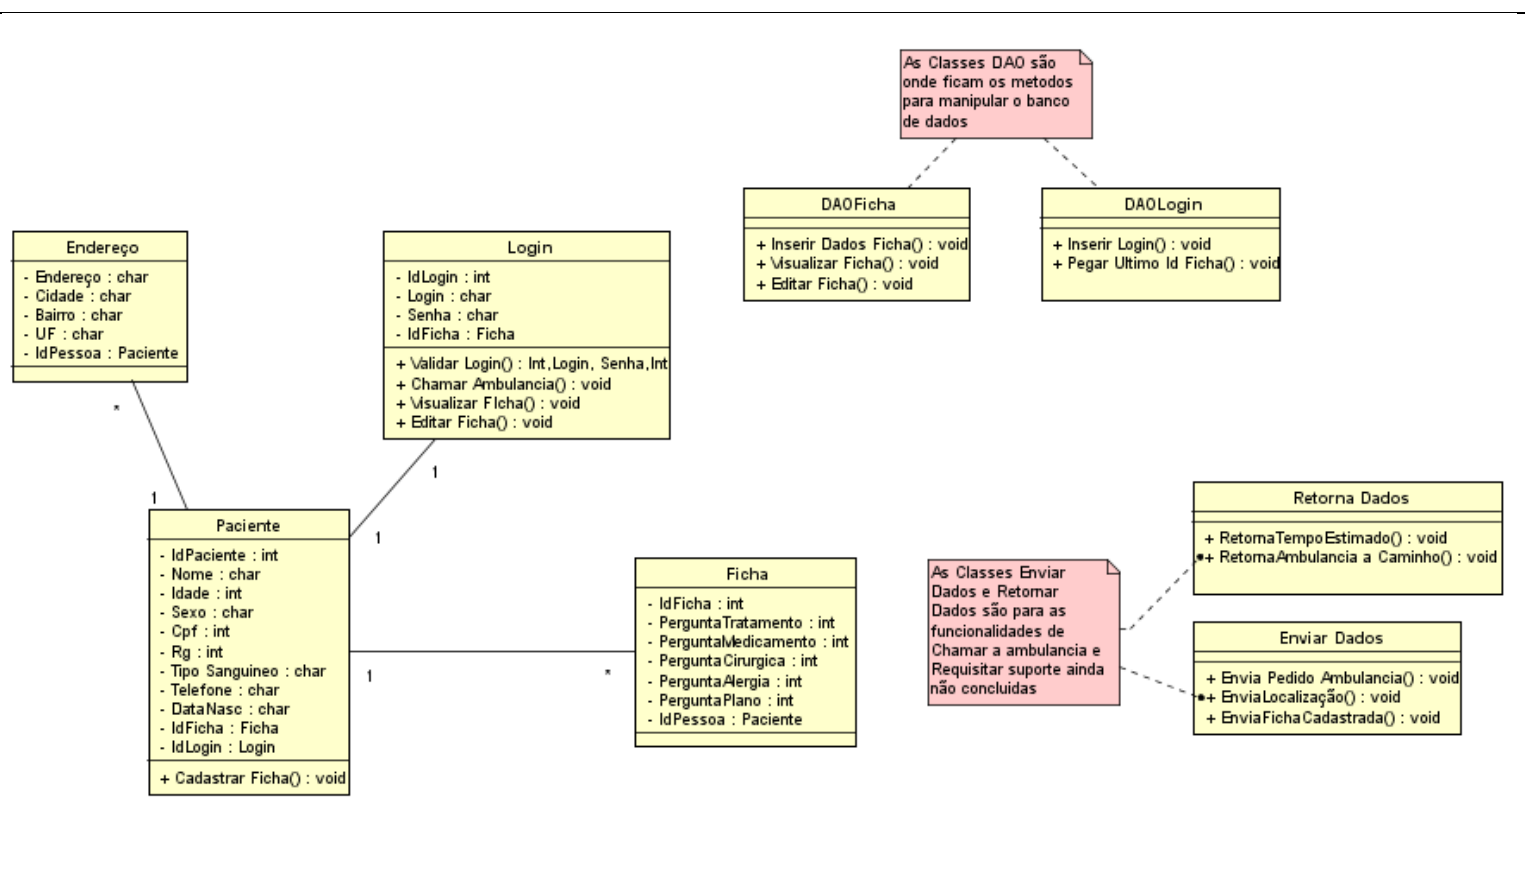 As Classes DAO são
onde ficam os metodos
para manipular o banco
de dados
DAOFicha
+ Inserir Dados Ficha() : void
+ Visualizar Ficha() : void
+ Editar Ficha() : void
DAOLogin
+ Inserir Login() : void
+ Pegar Ultimo Id Ficha() : void
Endereço
- Endereço : char
- Cidade : char
- Bairro : char
- UF : char
- IdPessoa : Paciente
Login
- IdLogin : int
- Login : char
- Senha : char
- IdFicha : Ficha
+ Validar Login() : Int,Login, Senha,Int
+ Chamar Ambulancia() : void
+ Visualizar FIcha() : void
+ Editar Ficha() : void
*
1
1
1
Paciente
- IdPaciente : int
- Nome : char
- Idade : int
- Sexo : char
- Cpf : int
- Rg : int
- Tipo Sanguineo : char
- Telefone : char
- DataNasc : char
- IdFicha : Ficha
- IdLogin : Login
+ Cadastrar Ficha() : void
1
*
Ficha
- IdFicha : int
- PerguntaTratamento : int
- PerguntaMedicamento : int
- PerguntaCirurgica : int
- PerguntaAlergia : int
- PerguntaPlano : int
- IdPessoa : Paciente
As Classes Enviar
Dados e Retornar
Dados são para as
funcionalidades de
Chamar a ambulancia e
Requisitar suporte ainda
não concluidas
Retorna Dados
+ RetornaTempoEstimado() : void
+ RetornaAmbulancia a Caminho() : void
Enviar Dados
+ Envia Pedido Ambulancia() : void
+ EnviaLocalização() : void
+ EnviaFichaCadastrada() : void